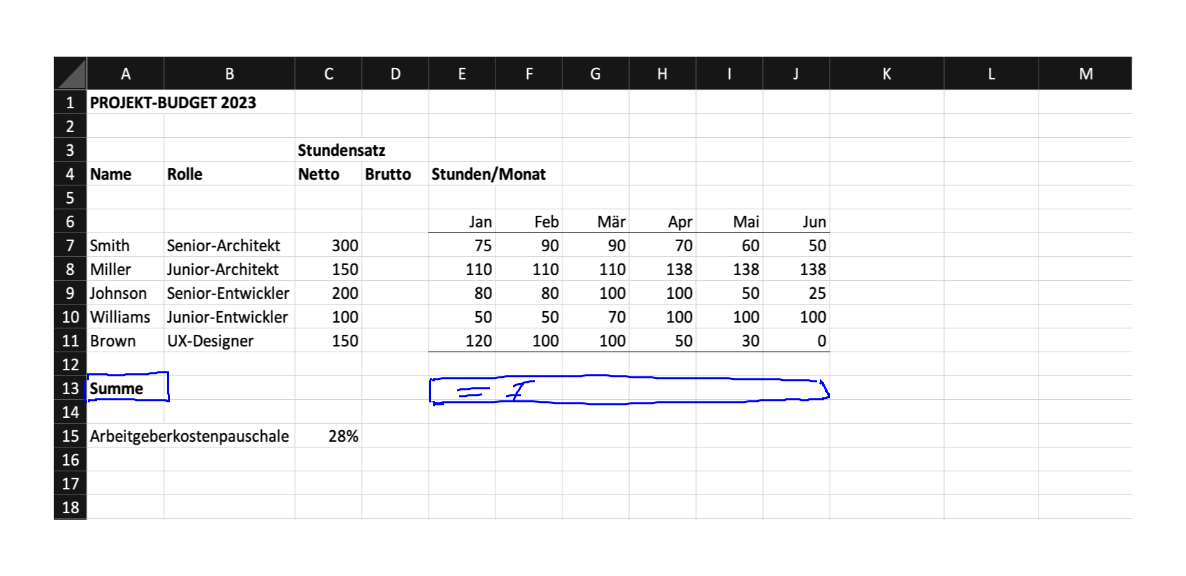 A B C D E F G H I J K L M
1 PROJEKT-BUDGET 2023
2
3 Stundensatz
4 Name Rolle Netto Brutto Stunden/Monat
5
6 Jan Feb Mär Apr Mai Jun
7 Smith Senior-Architekt 300 75 90 90 70 60 50
8 Miller Junior-Architekt 150 110 110 110 138 138 138
9 Johnson Senior-Entwickler 200 80 80 100 100 50 25
10 Williams Junior-Entwickler 100 50 50 70 100 100 100
11 Brown UX-Designer 150 120 100 100 50 30 0
12
13 Summe =
14
15 Arbeitgeberkostenpauschale 28%
16
17
18